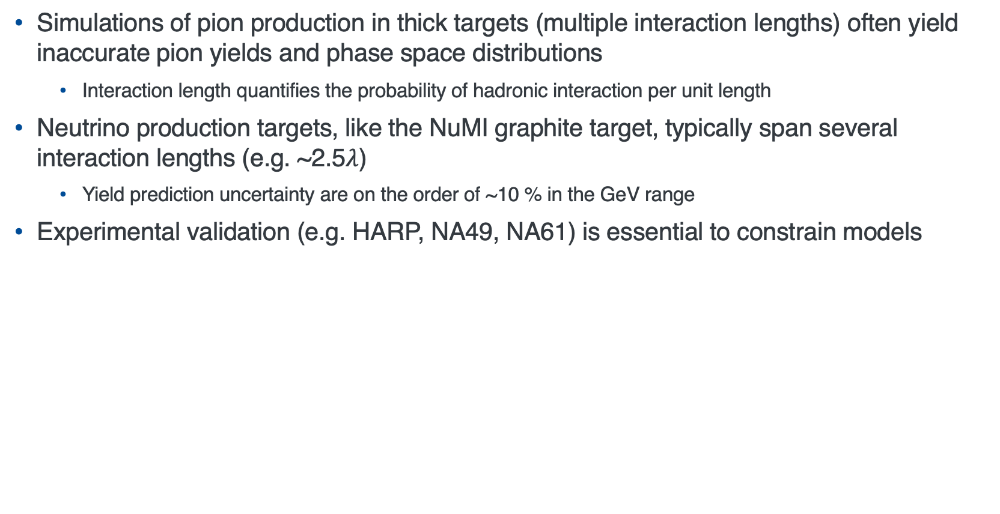 • Simulations of pion production in thick targets (multiple interaction lengths) often yield
inaccurate pion yields and phase space distributions
• Interaction length quantifies the probability of hadronic interaction per unit length
• Neutrino production targets, like the NuMI graphite target, typically span several
interaction lengths (e.g. ~2.5λ)
• Yield prediction uncertainty are on the order of ~10 % in the GeV range
• Experimental validation (e.g. HARP, NA49, NA61) is essential to constrain models